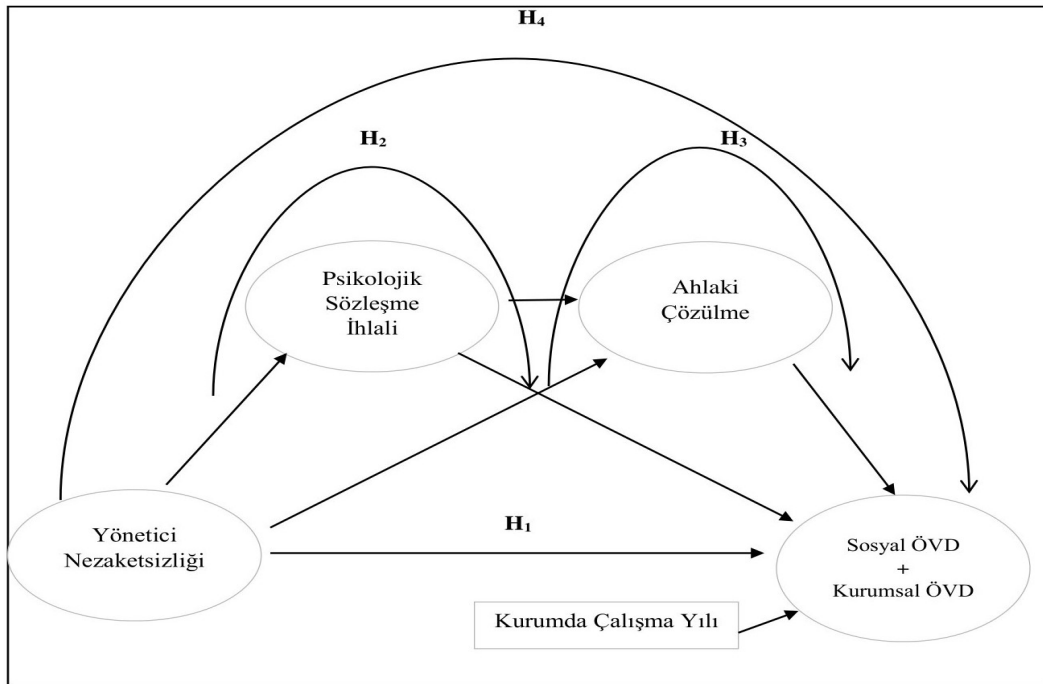 H₄
H₂
H₃
Psikolojik
Sözleşme
İhlali
Ahlaki
Çözülme
Yönetici
Nezaketsizliği
H₁
Sosyal ÖVD
+
Kurumsal ÖVD
Kurumda Çalışma Yılı